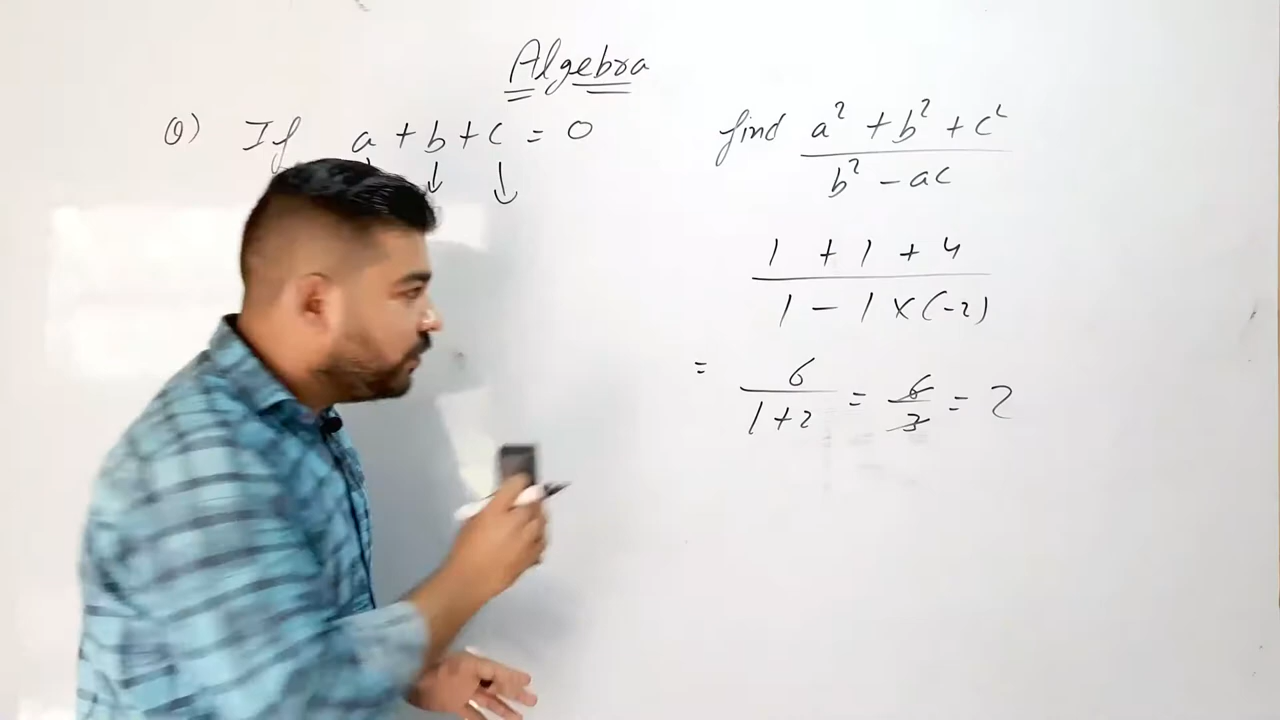 Algebra
Q) If a + b + c = 0 find a² + b² + c² / b² - ac
1 + 1 + 4 / 1 - 1 × (-2)
= 6 / 1+2 = 6/3 = 2